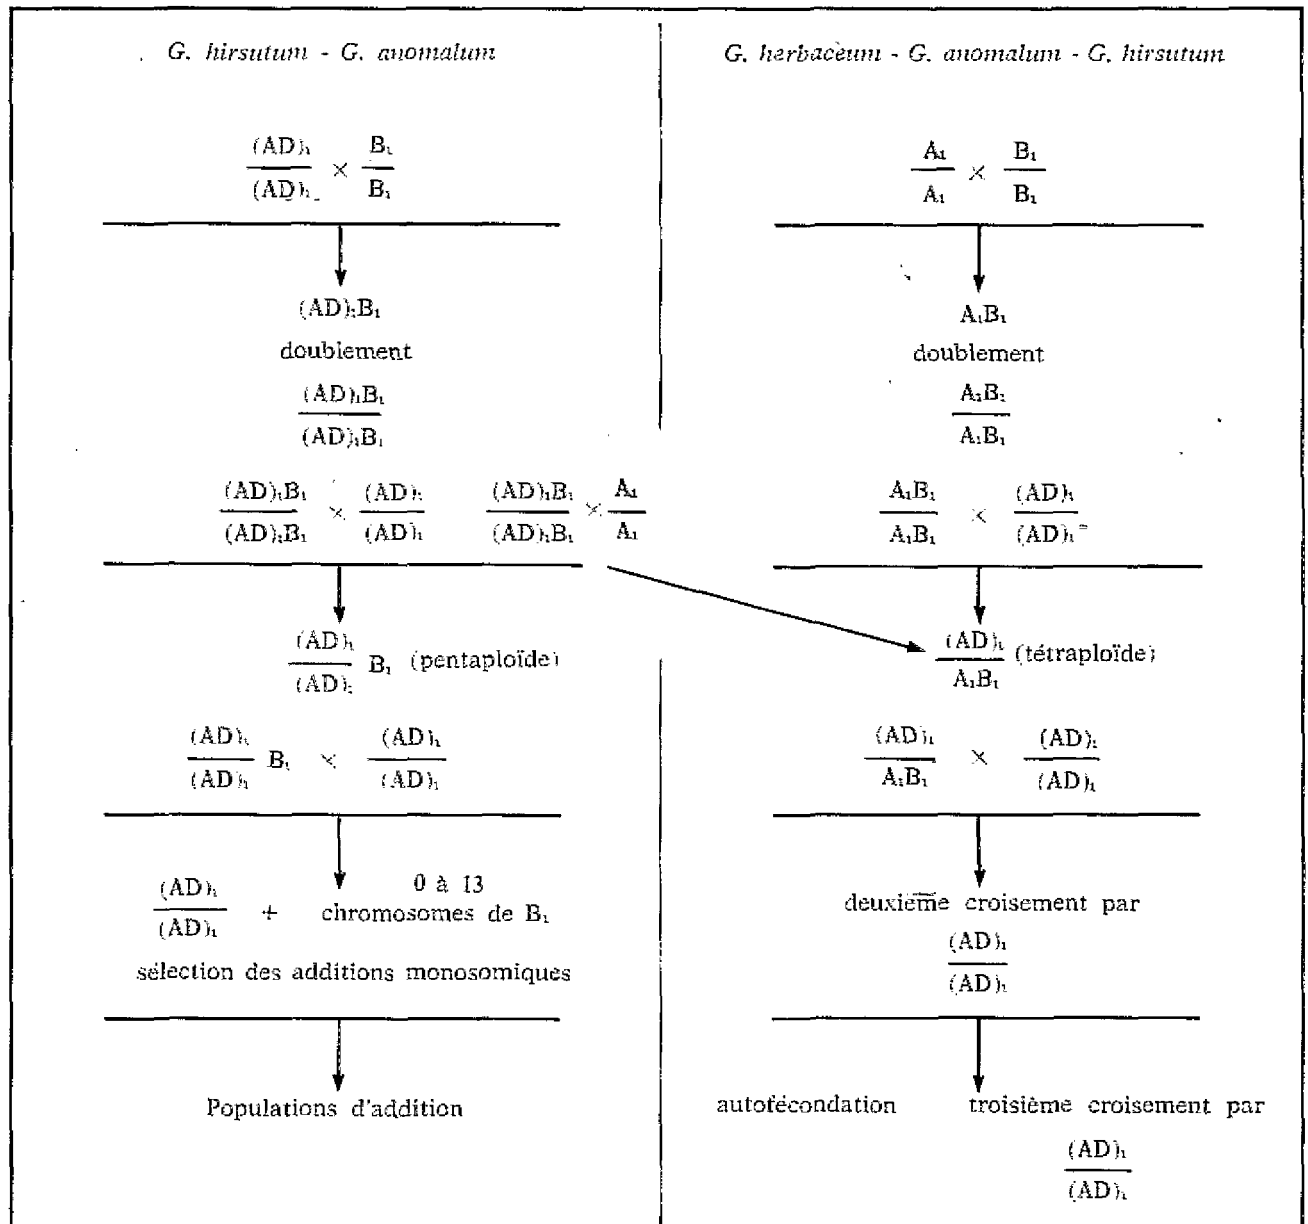 G. hirsutum - G. anomalum
(AD)₁ × B₁
(AD)₁ B₁
(AD)₁B₁
doublement
(AD)₁B₁
(AD)₁B₁
(AD)₁B₁ × (AD)₁ (AD)₁B₁ × A₁
(AD)₁B₁ (AD)₁ (AD)₁B₁ A₁
(AD)₁
(AD)₁ B₁ (pentaploïde)
(AD)₁ B₁ × (AD)₁
(AD)₁ (AD)₁
(AD)₁ + 0 à 13
(AD)₁ chromosomes de B₁
sélection des additions monosomiques
Populations d'addition
G. herbaceum - G. anomalum - G. hirsutum
A₁ × B₁
A₁ B₁
A₁B₁
doublement
A₁B₁
A₁B₁
A₁B₁ × (AD)₁
A₁B₁ (AD)₁
(AD)₁ (tétraploïde)
A₁B₁
(AD)₁ × (AD)₁
A₁B₁ (AD)₁
deuxième croisement par
(AD)₁
(AD)₁
autofécondation troisième croisement par
(AD)₁
(AD)₁